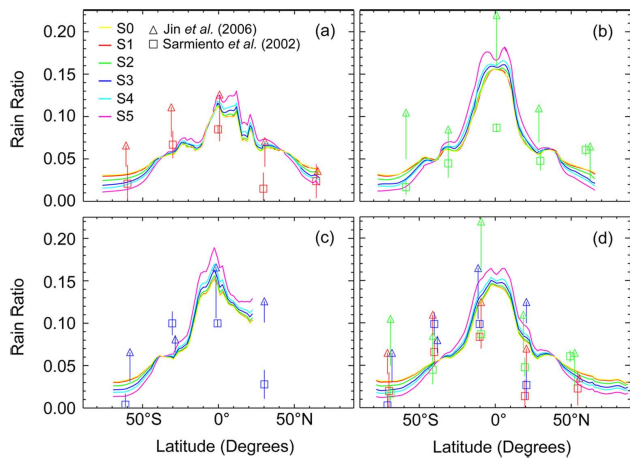 S0
S1
S2
S3
S4
S5
Jin et al. (2006)
Sarmiento et al. (2002)
(a)
(b)
0.20
0.15
0.10
0.05
0.00
Rain Ratio
(c)
(d)
0.20
0.15
0.10
0.05
0.00
Rain Ratio
50°S 0° 50°N
50°S 0° 50°N
Latitude (Degrees)
Latitude (Degrees)